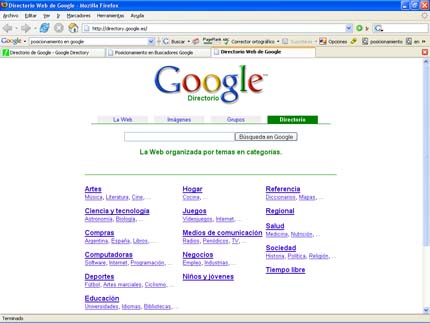 Directorio Web de Google - Mozilla Firefox
Archivo Editar Ver Ir Marcadores Herramientas Ayuda
http://directory.google.es/
Google posicionamiento en google Buscar PageRank Corrector ortográfico Opciones posicionamiento en
Directorio de Google - Google Directory Posicionamiento en Buscadores Google Directorio Web de Google
Google
Directorio
La Web Imágenes Grupos Directorio
Búsqueda en Google
La Web organizada por temas en categorías.
Artes Hogar Referencia
Música, Literatura, Cine, ... Cocina, ... Diccionarios, Mapas, ...
Ciencia y tecnología Juegos Regional
Astronomía, Biología, ... Videojuegos, Internet, ...
Compras Medios de comunicación Salud
Argentina, España, Libros, ... Radios, Periódicos, TV, ... Medicina, Nutrición, ...
Computadoras Negocios Sociedad
Software, Internet, Programación, ... Empleo, Industrias, ... Historia, Política, Religión, ...
Deportes Niños y jóvenes Tiempo libre
Fútbol, Artes marciales, Ciclismo, ...
Educación
Universidades, Idiomas, Bibliotecas, ...
Terminado